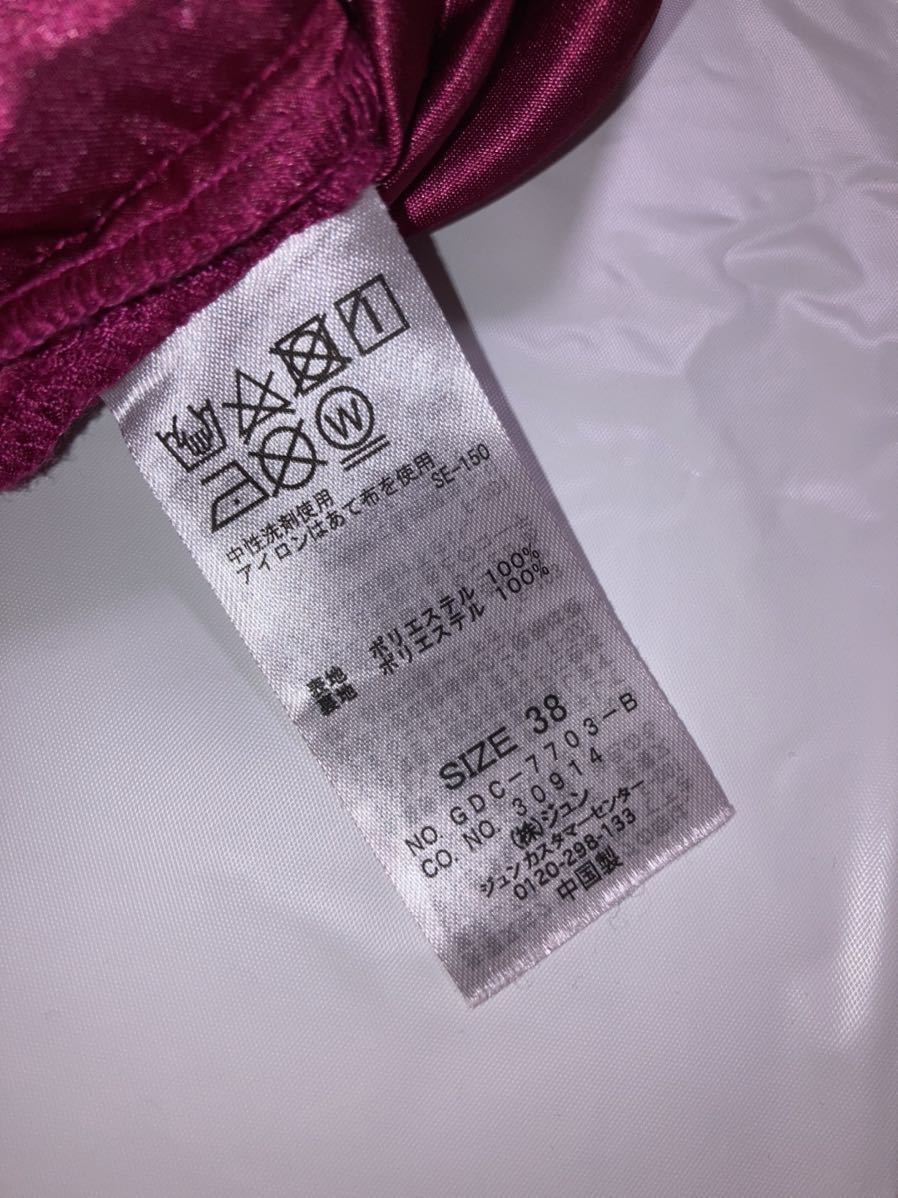 W
中性洗剤使用
アイロンはあて布を使用
SE-150
表地 ポリエステル 100%
裏地 ポリエステル 100%
SIZE 38
NO. GDC-7703-B
CO. NO. 30914
(株)ジュン
ジュンカスタマーセンター
0120-298-133
中国製